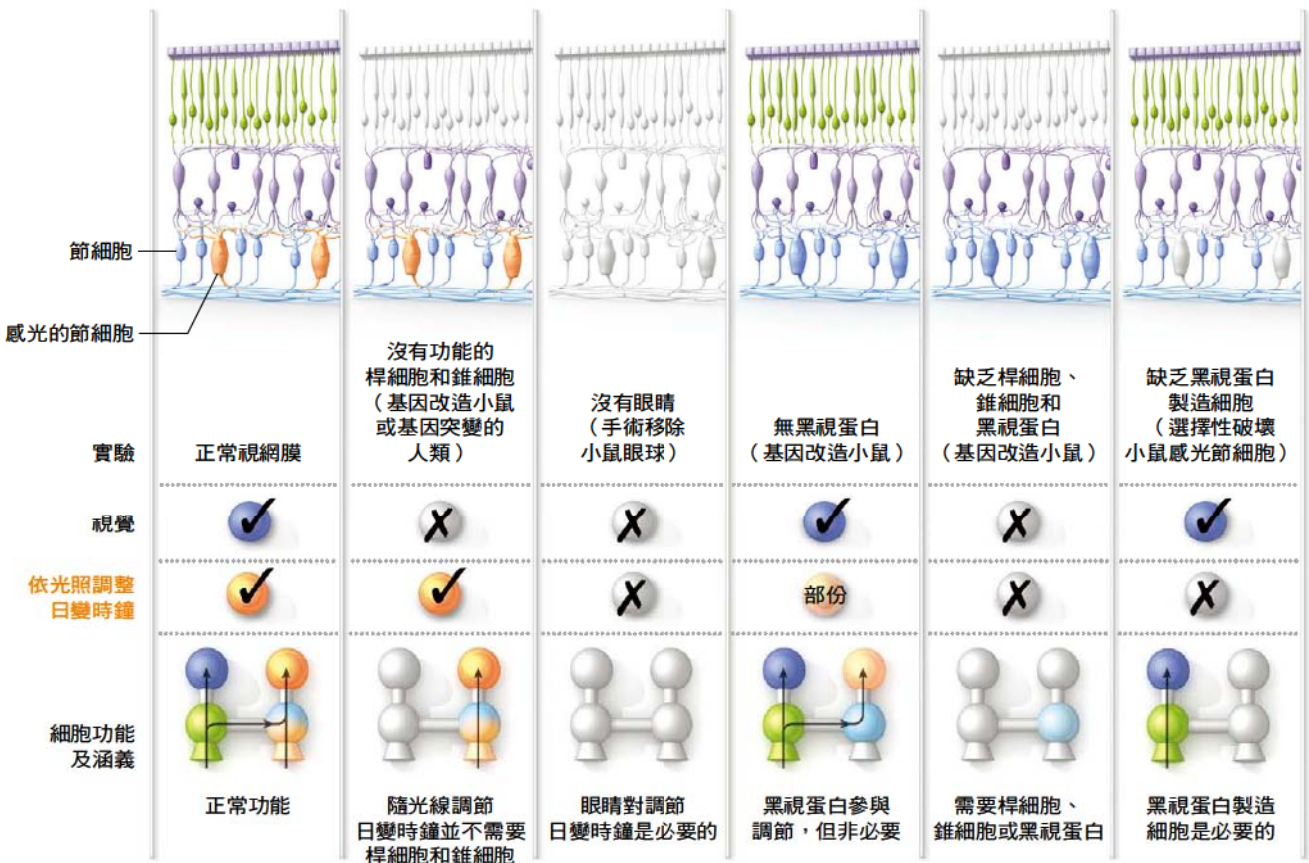 節細胞
感光的節細胞
實驗
正常視網膜
沒有功能的
桿細胞和錐細胞
（基因改造小鼠
或基因突變的
人類）
沒有眼睛
（手術移除
小鼠眼球）
無黑視蛋白
（基因改造小鼠）
缺乏桿細胞、
錐細胞和
黑視蛋白
（基因改造小鼠）
缺乏黑視蛋白
製造細胞
（選擇性破壞
小鼠感光節細胞）
視覺
依光照調整
日變時鐘
部份
細胞功能
及涵義
正常功能
隨光線調節
日變時鐘並不需要
桿細胞和錐細胞
眼睛對調節
日變時鐘是必要的
黑視蛋白參與
調節，但非必要
需要桿細胞、
錐細胞或黑視蛋白
黑視蛋白製造
細胞是必要的